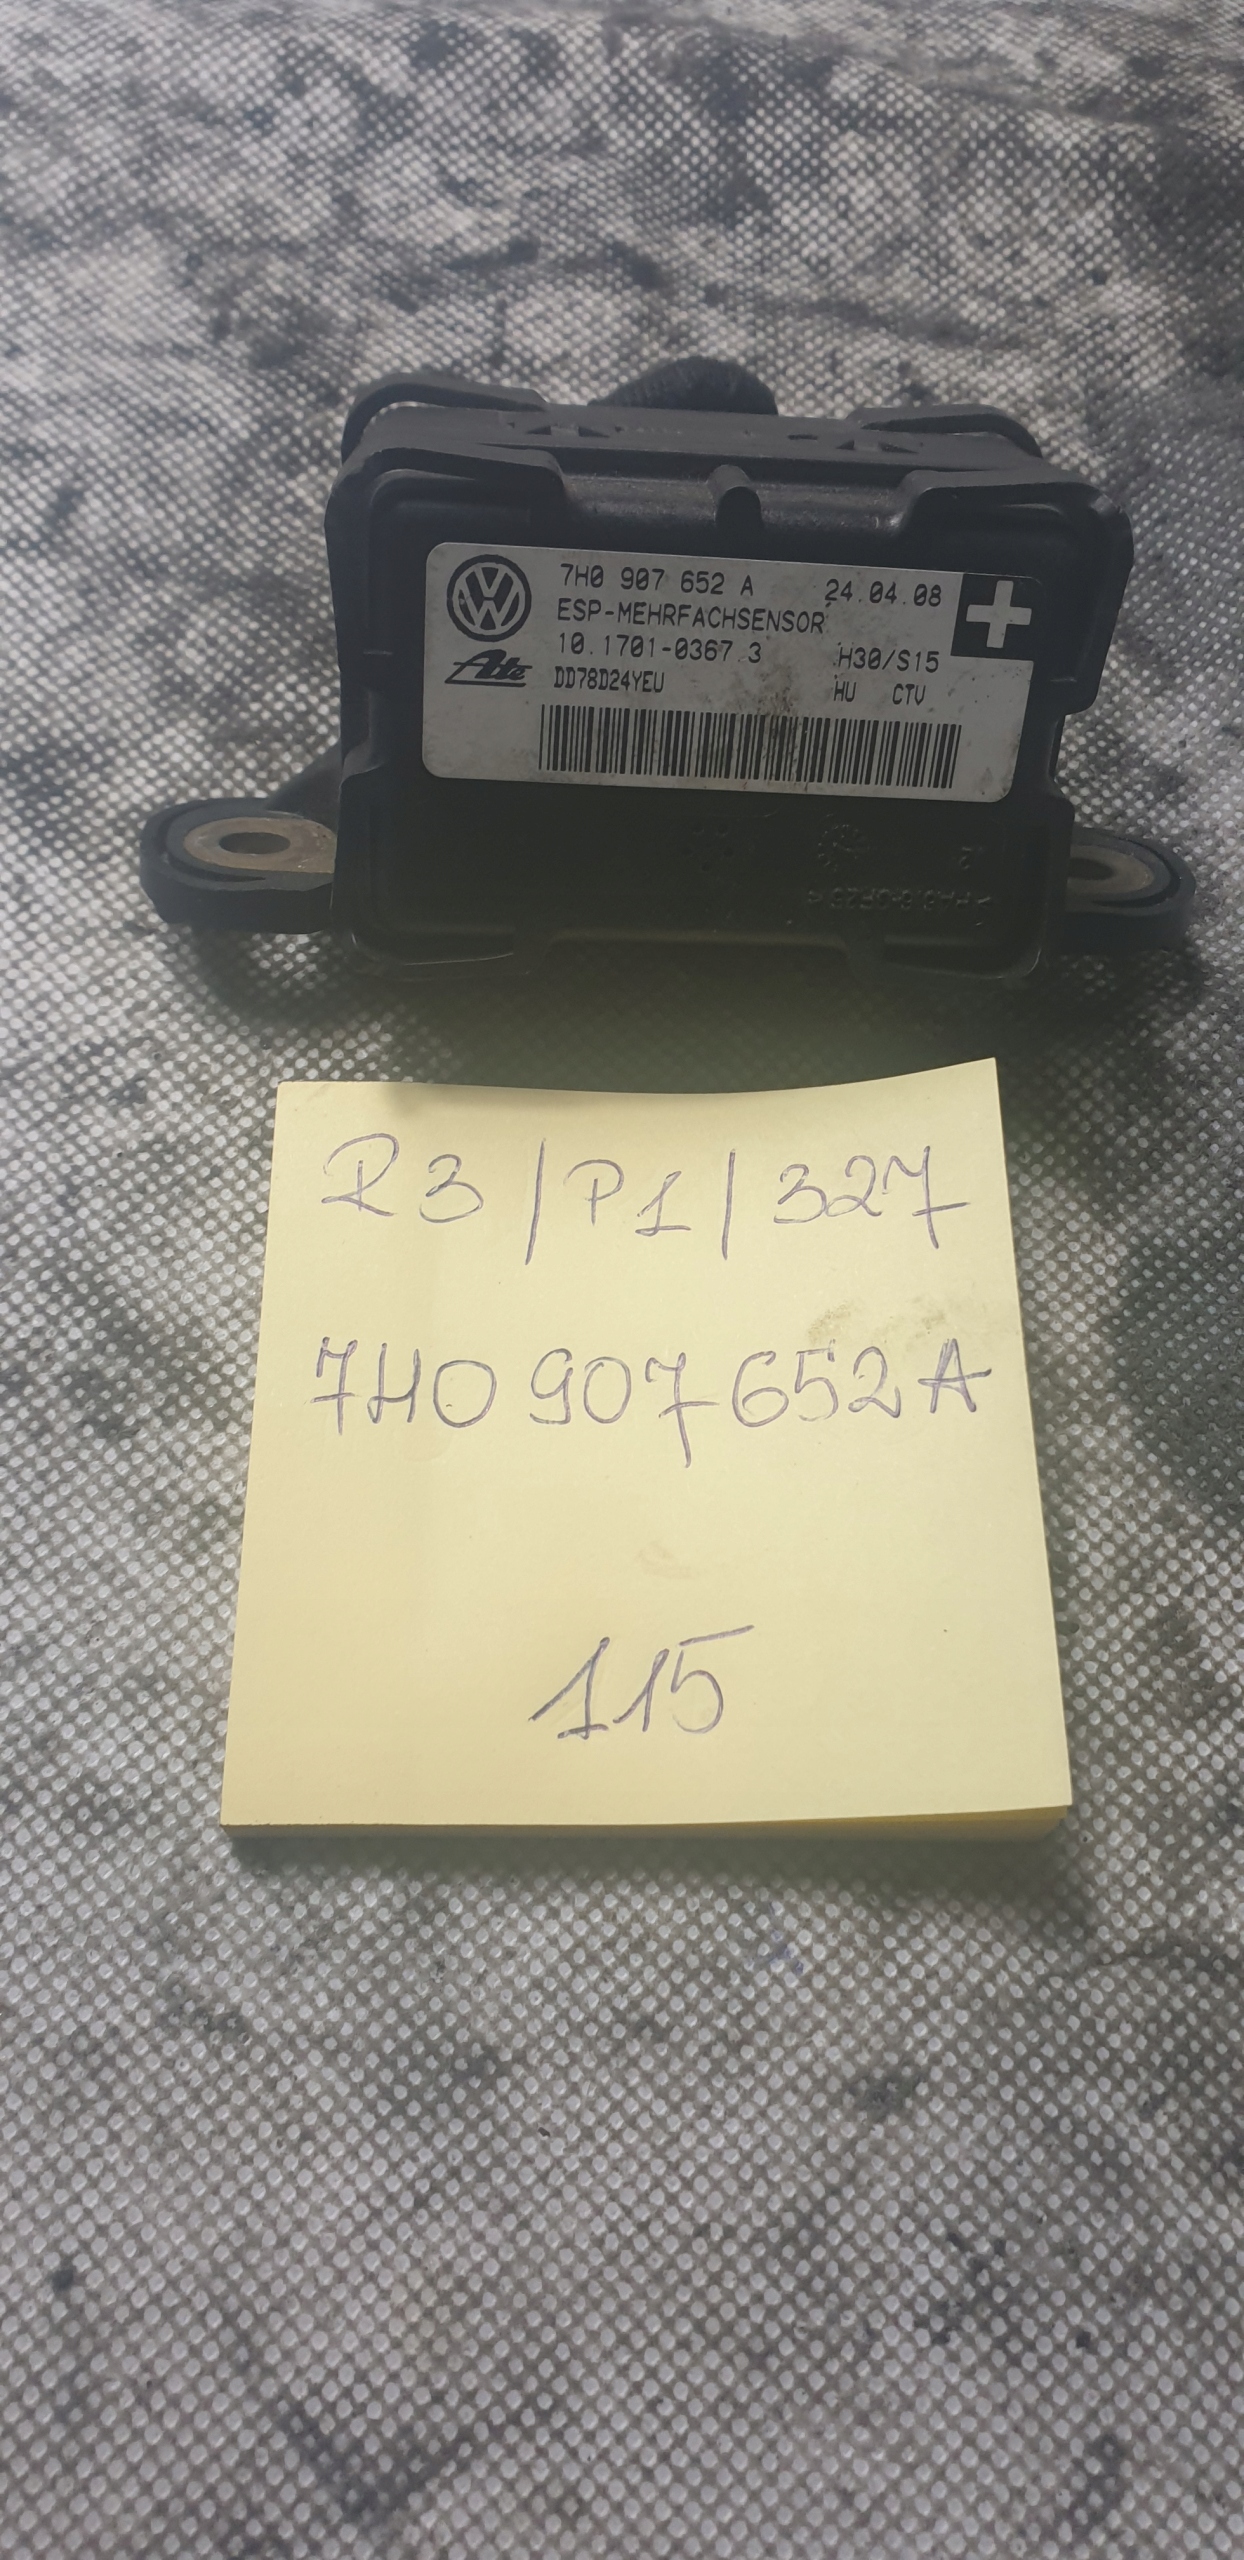 7H0 907 652 A 24.04.08
ESP-MEHRFACHSENSOR
10.1701-0367.3 H30/S15
Ate DD78D24YEU HU CTV
R3/P1/327
7H0 907 652 A
115